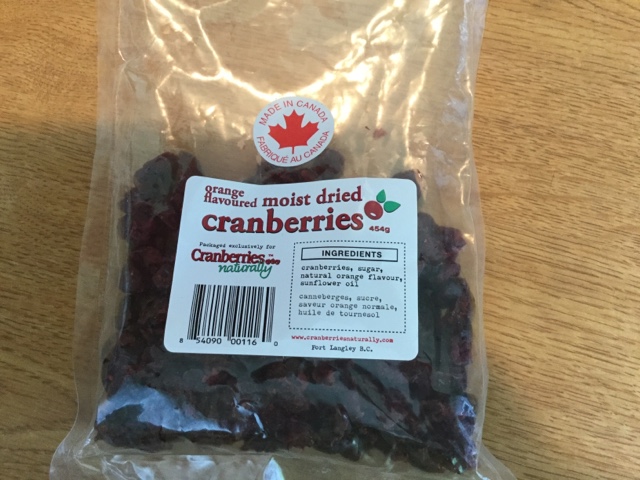 MADE IN CANADA
FABRIQUÉ AU CANADA
orange
flavoured moist dried
cranberries
454g
Packaged exclusively for
Cranberries™
naturally
INGREDIENTS
cranberries, sugar,
natural orange flavour,
sunflower oil
canneberges, sucre,
saveur orange normale,
huile de tournesol
8 54090 00116 0
www.cranberriesnaturally.com
Fort Langley B.C.